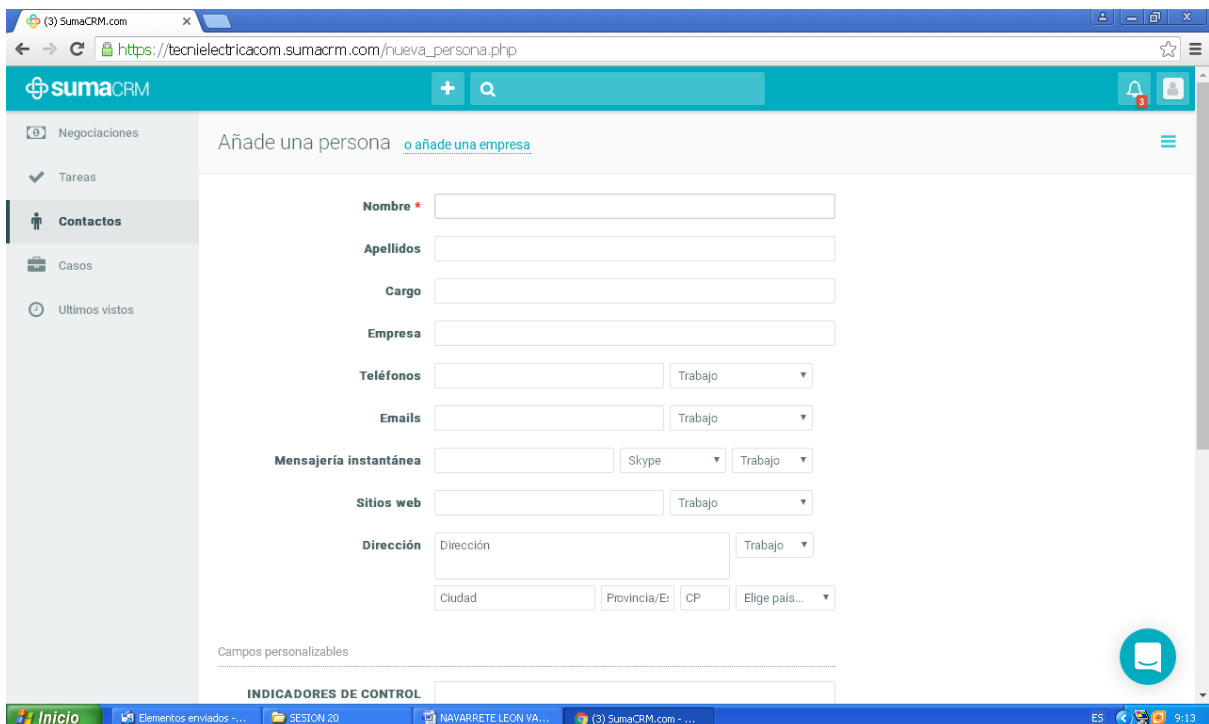 (3) SumaCRM.com
https://tecnielectricacom.sumacrm.com/nueva_persona.php
sumaCRM
3
Negociaciones
Tareas
Contactos
Casos
Ultimos vistos
Añade una persona o añade una empresa
Nombre *
Apellidos
Cargo
Empresa
Teléfonos Trabajo
Emails Trabajo
Mensajería instantánea Skype Trabajo
Sitios web Trabajo
Dirección Dirección Trabajo
Ciudad Provincia/Es CP Elige país...
Campos personalizables
INDICADORES DE CONTROL
Inicio Elementos enviados -... SESION 20 NAVARRETE LEON VA... (3) SumaCRM.com - ... ES 9:13